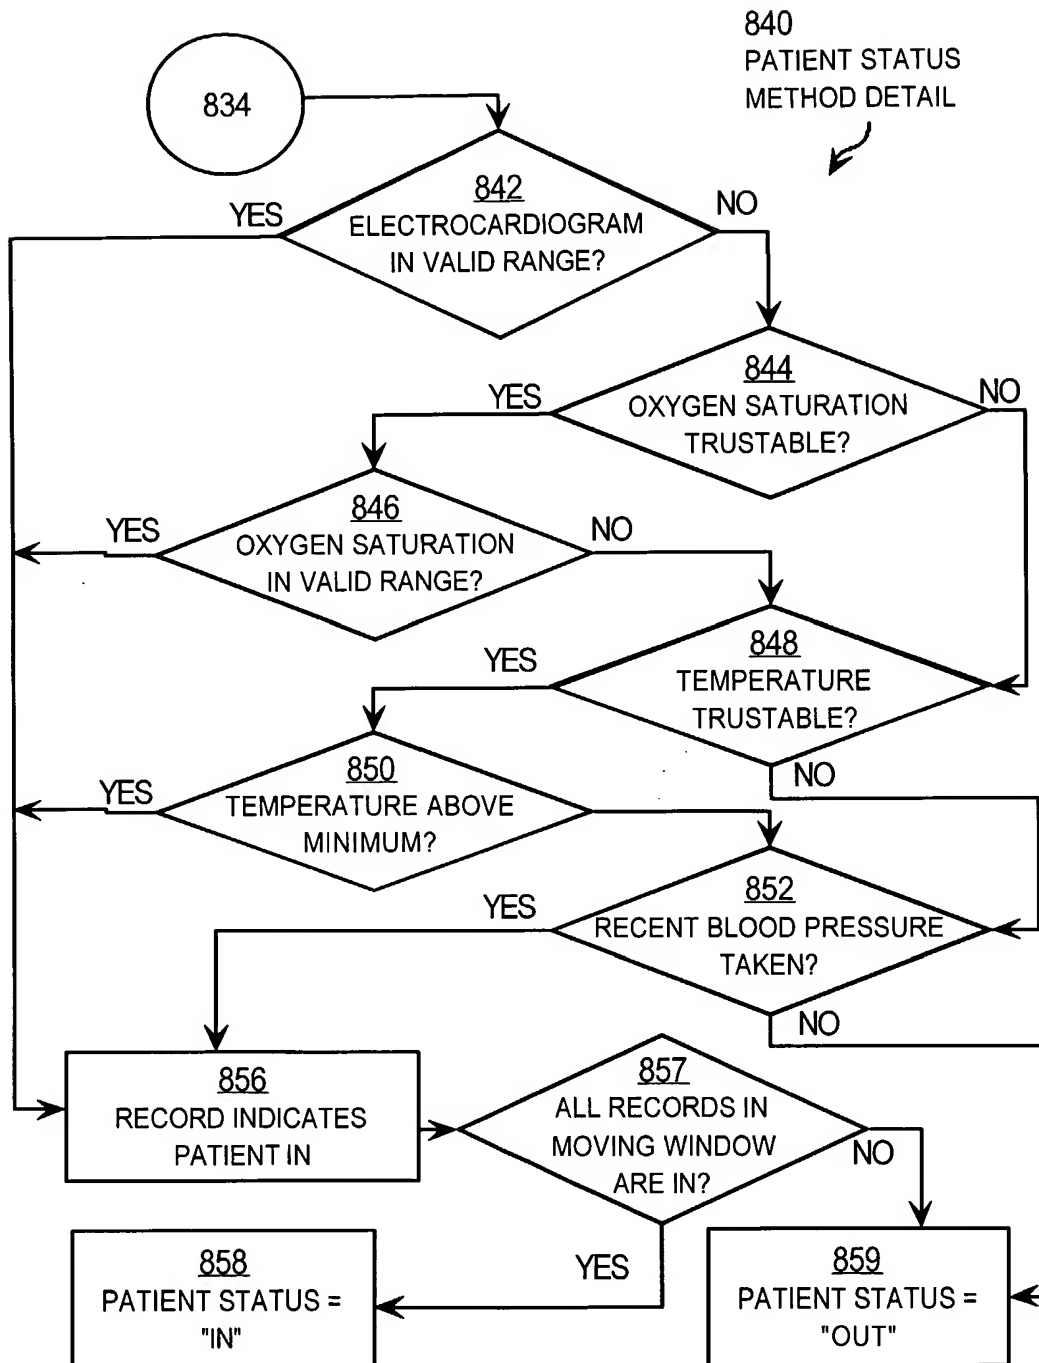 840
PATIENT STATUS
METHOD DETAIL
834
842
ELECTROCARDIOGRAM
IN VALID RANGE?
YES
NO
844
OXYGEN SATURATION
TRUSTABLE?
YES
NO
846
OXYGEN SATURATION
IN VALID RANGE?
YES
NO
848
TEMPERATURE
TRUSTABLE?
YES
NO
850
TEMPERATURE ABOVE
MINIMUM?
YES
852
RECENT BLOOD PRESSURE
TAKEN?
YES
NO
856
RECORD INDICATES
PATIENT IN
857
ALL RECORDS IN
MOVING WINDOW
ARE IN?
NO
YES
858
PATIENT STATUS =
"IN"
859
PATIENT STATUS =
"OUT"